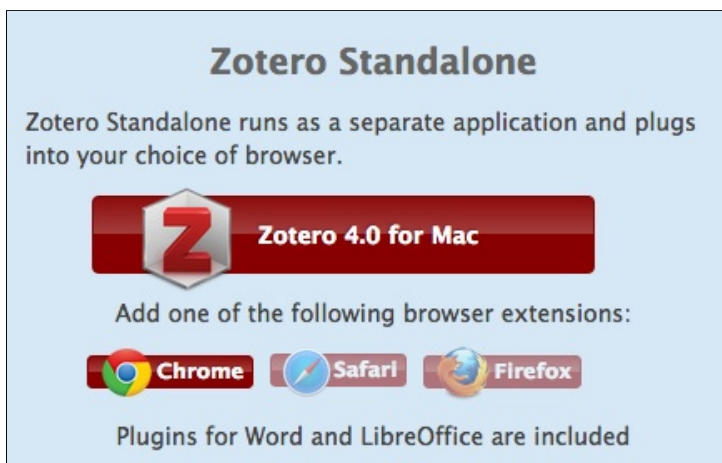 Zotero Standalone
Zotero Standalone runs as a separate application and plugs
into your choice of browser.
Z Zotero 4.0 for Mac
Add one of the following browser extensions:
Chrome Safari Firefox
Plugins for Word and LibreOffice are included